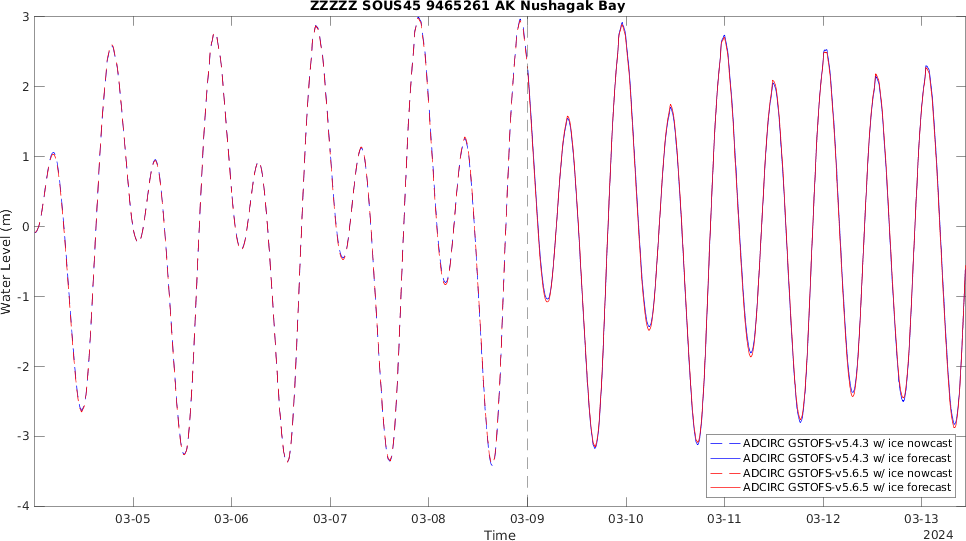 ZZZZZ SOUS45 9465261 AK Nushagak Bay
3
2
1
0
-1
-2
-3
-4
Water Level (m)
ADCIRC GSTOFS-v5.4.3 w/ ice nowcast
ADCIRC GSTOFS-v5.4.3 w/ ice forecast
ADCIRC GSTOFS-v5.6.5 w/ ice nowcast
ADCIRC GSTOFS-v5.6.5 w/ ice forecast
03-05 03-06 03-07 03-08 03-09 03-10 03-11 03-12 03-13
Time
2024